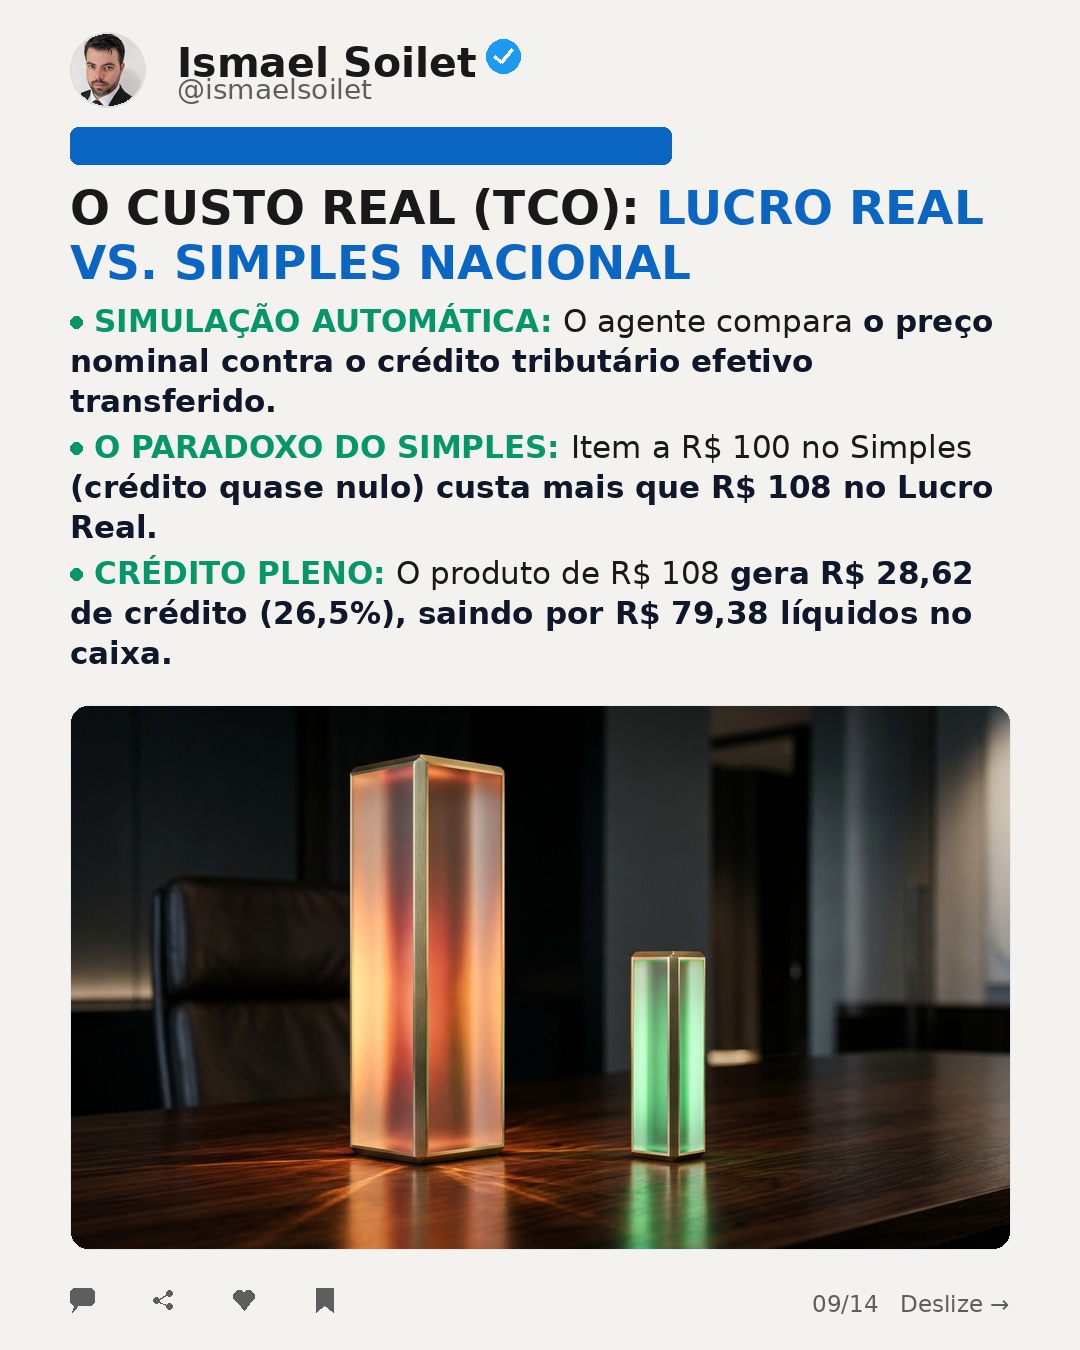 Ismael Soilet
@ismaelsoilet
O CUSTO REAL (TCO): LUCRO REAL
VS. SIMPLES NACIONAL
• SIMULAÇÃO AUTOMÁTICA: O agente compara o preço
nominal contra o crédito tributário efetivo
transferido.
• O PARADOXO DO SIMPLES: Item a R$ 100 no Simples
(crédito quase nulo) custa mais que R$ 108 no Lucro
Real.
• CRÉDITO PLENO: O produto de R$ 108 gera R$ 28,62
de crédito (26,5%), saindo por R$ 79,38 líquidos no
caixa.
09/14 Deslize →